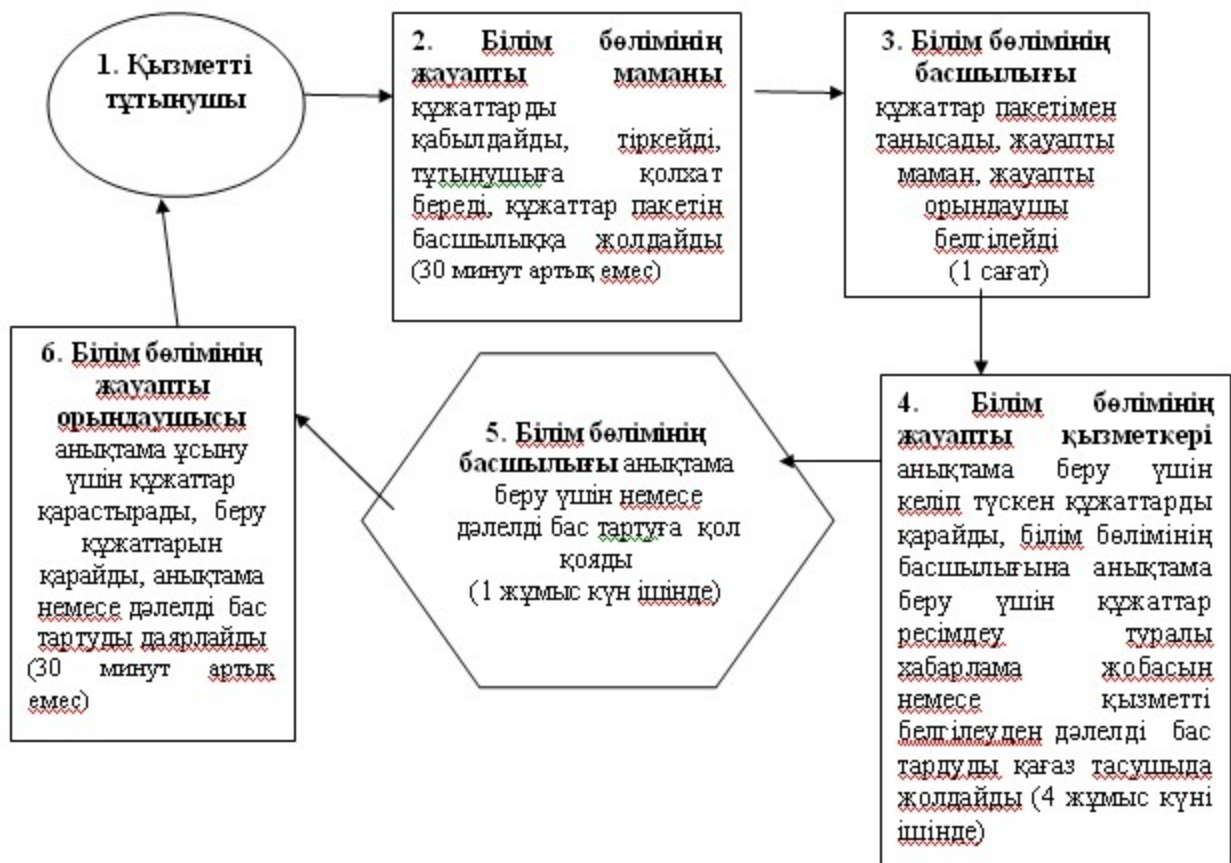 1. Қызметті
тұтынушы
2. Білім бөлімінің
жауапты маманы
құжаттарды
қабылдайды, тіркейді,
тұтынушыға қолхат
береді, құжаттар пакетін
басшылыққа жолдайды
(30 минут артық емес)
3. Білім бөлімінің
басшылығы
құжаттар пакетімен
танысады, жауапты
маман, жауапты
орындаушы
белгілейді
(1 сағат)
4. Білім бөлімінің
жауапты қызметкері
анықтама беру үшін
келіп түскен құжаттарды
қарайды, білім бөлімінің
басшылығына анықтама
беру үшін құжаттар
ресімдеу туралы
хабарлама жобасын
немесе қызметті
белгілеуден дәлелді бас
тардуды қағаз тасушыда
жолдайды (4 жұмыс күні
ішінде)
5. Білім бөлімінің
басшылығы анықтама
беру үшін немесе
дәлелді бас тартуға қол
қояды
(1 жұмыс күн ішінде)
6. Білім бөлімінің
жауапты
орындаушысы
анықтама ұсыну
үшін құжаттар
қарастырады, беру
құжаттарын
қарайды, анықтама
немесе дәлелді бас
тартуды даярлайды
(30 минут артық
емес)